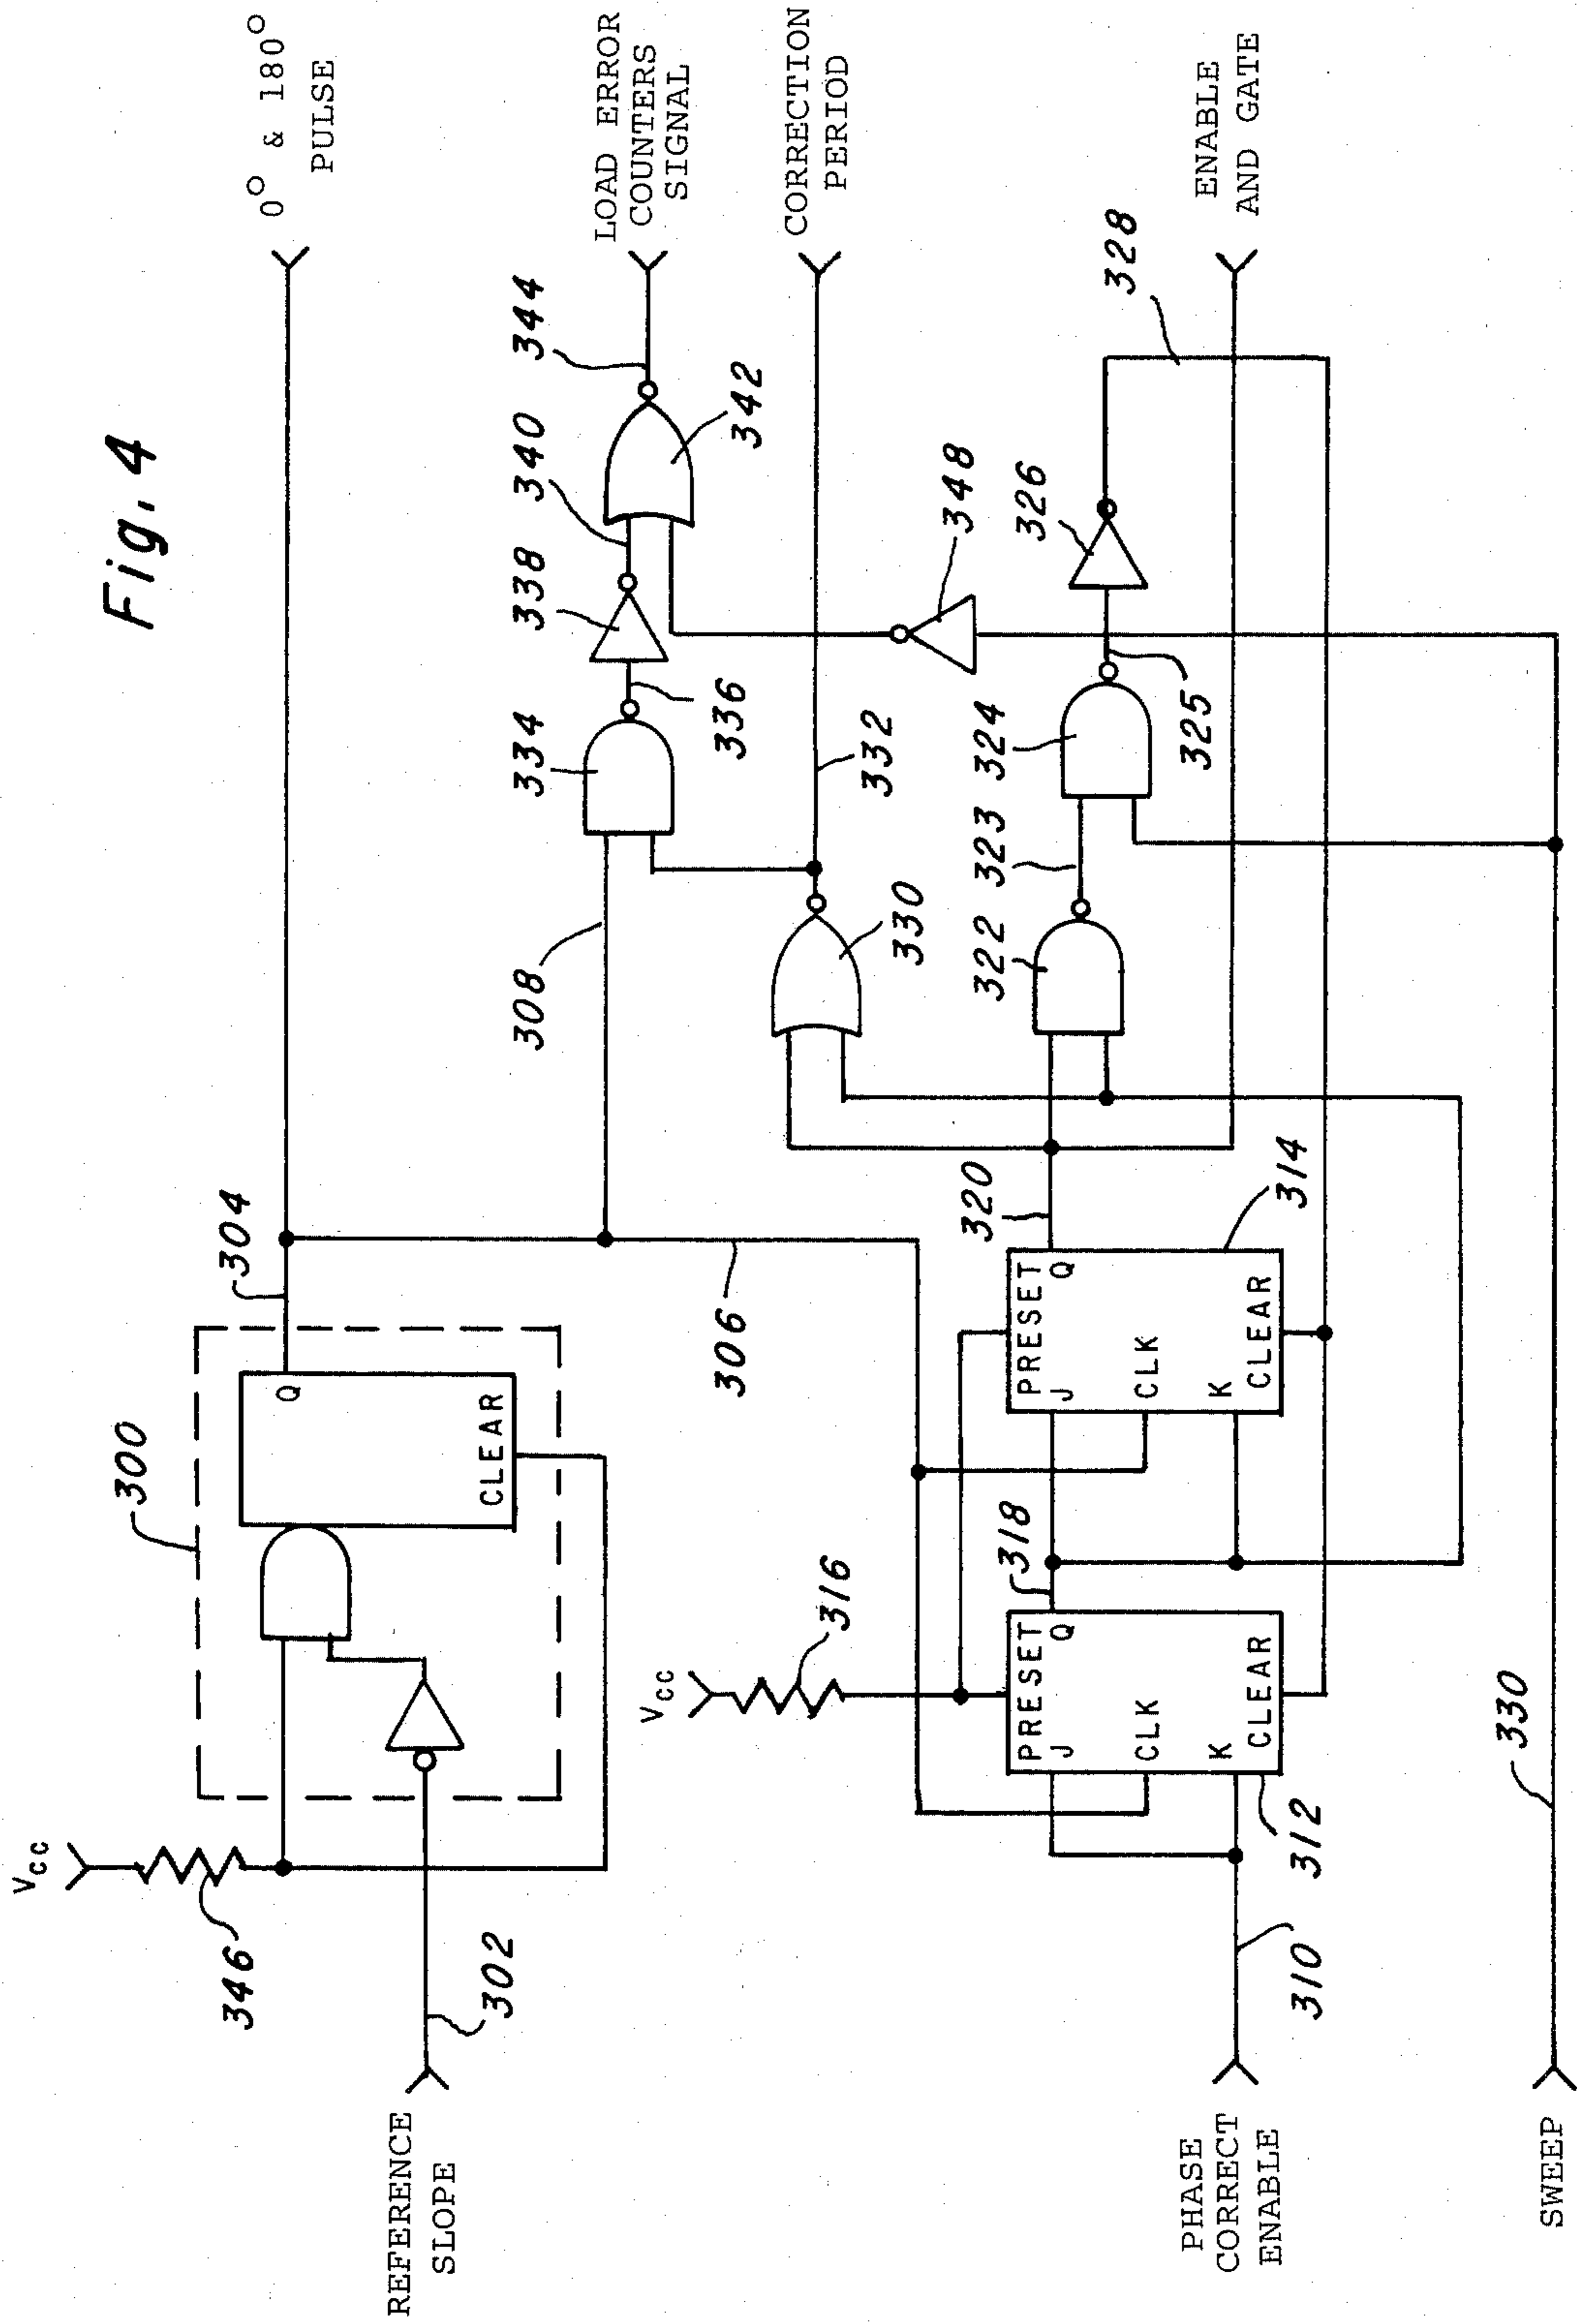 Fig. 4
Vcc
346
300
304
0° & 180°
PULSE
REFERENCE
SLOPE
302
Q
CLEAR
308
334
336
338
340
344
342
LOAD ERROR
COUNTERS
SIGNAL
306
Vcc
316
330
332
348
CORRECTION
PERIOD
PHASE
CORRECT
ENABLE
310
312
PRESET
J
Q
CLK
K
CLEAR
318
PRESET
J
Q
CLK
K
CLEAR
314
320
322
323
324
325
326
328
ENABLE
AND GATE
SWEEP
330